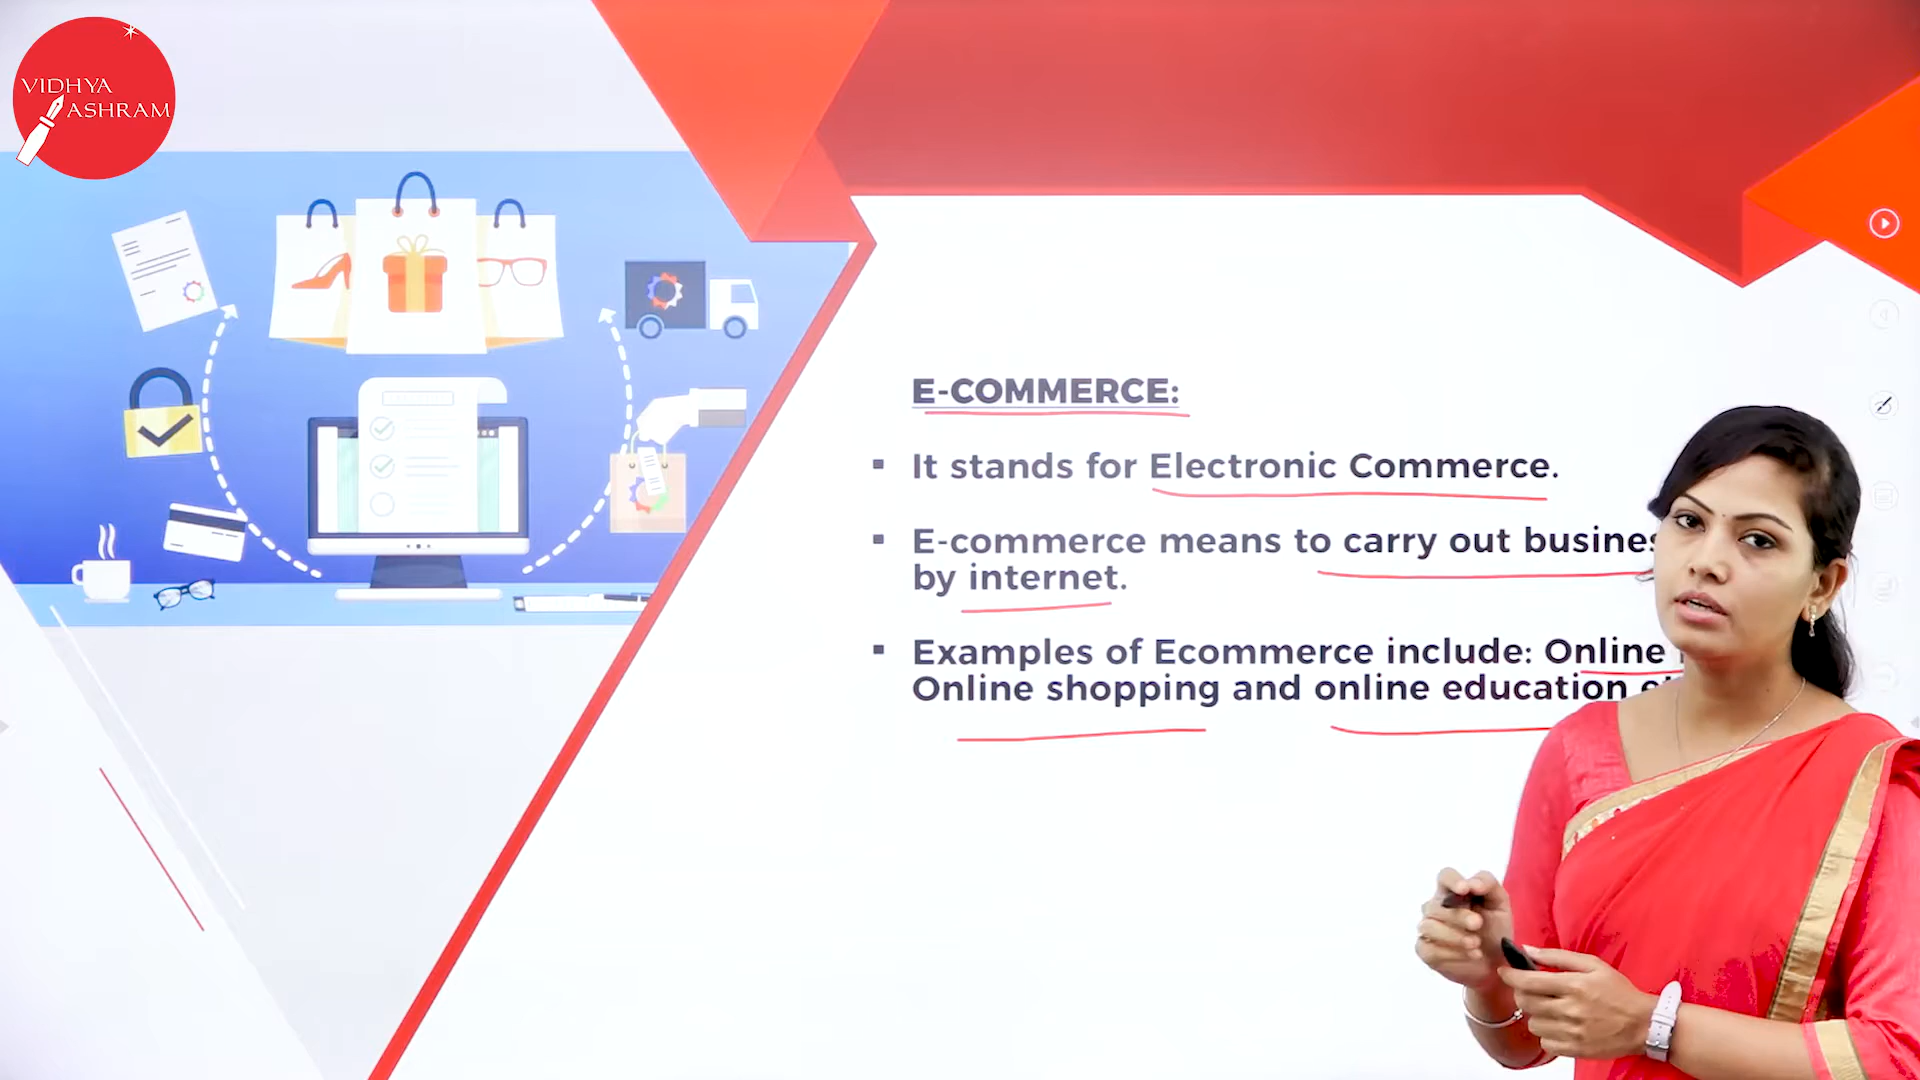 VIDHYA
ASHRAM
E-COMMERCE:
It stands for Electronic Commerce.
E-commerce means to carry out
by internet.
Examples of Ecommerce include: Online
Online shopping and online education